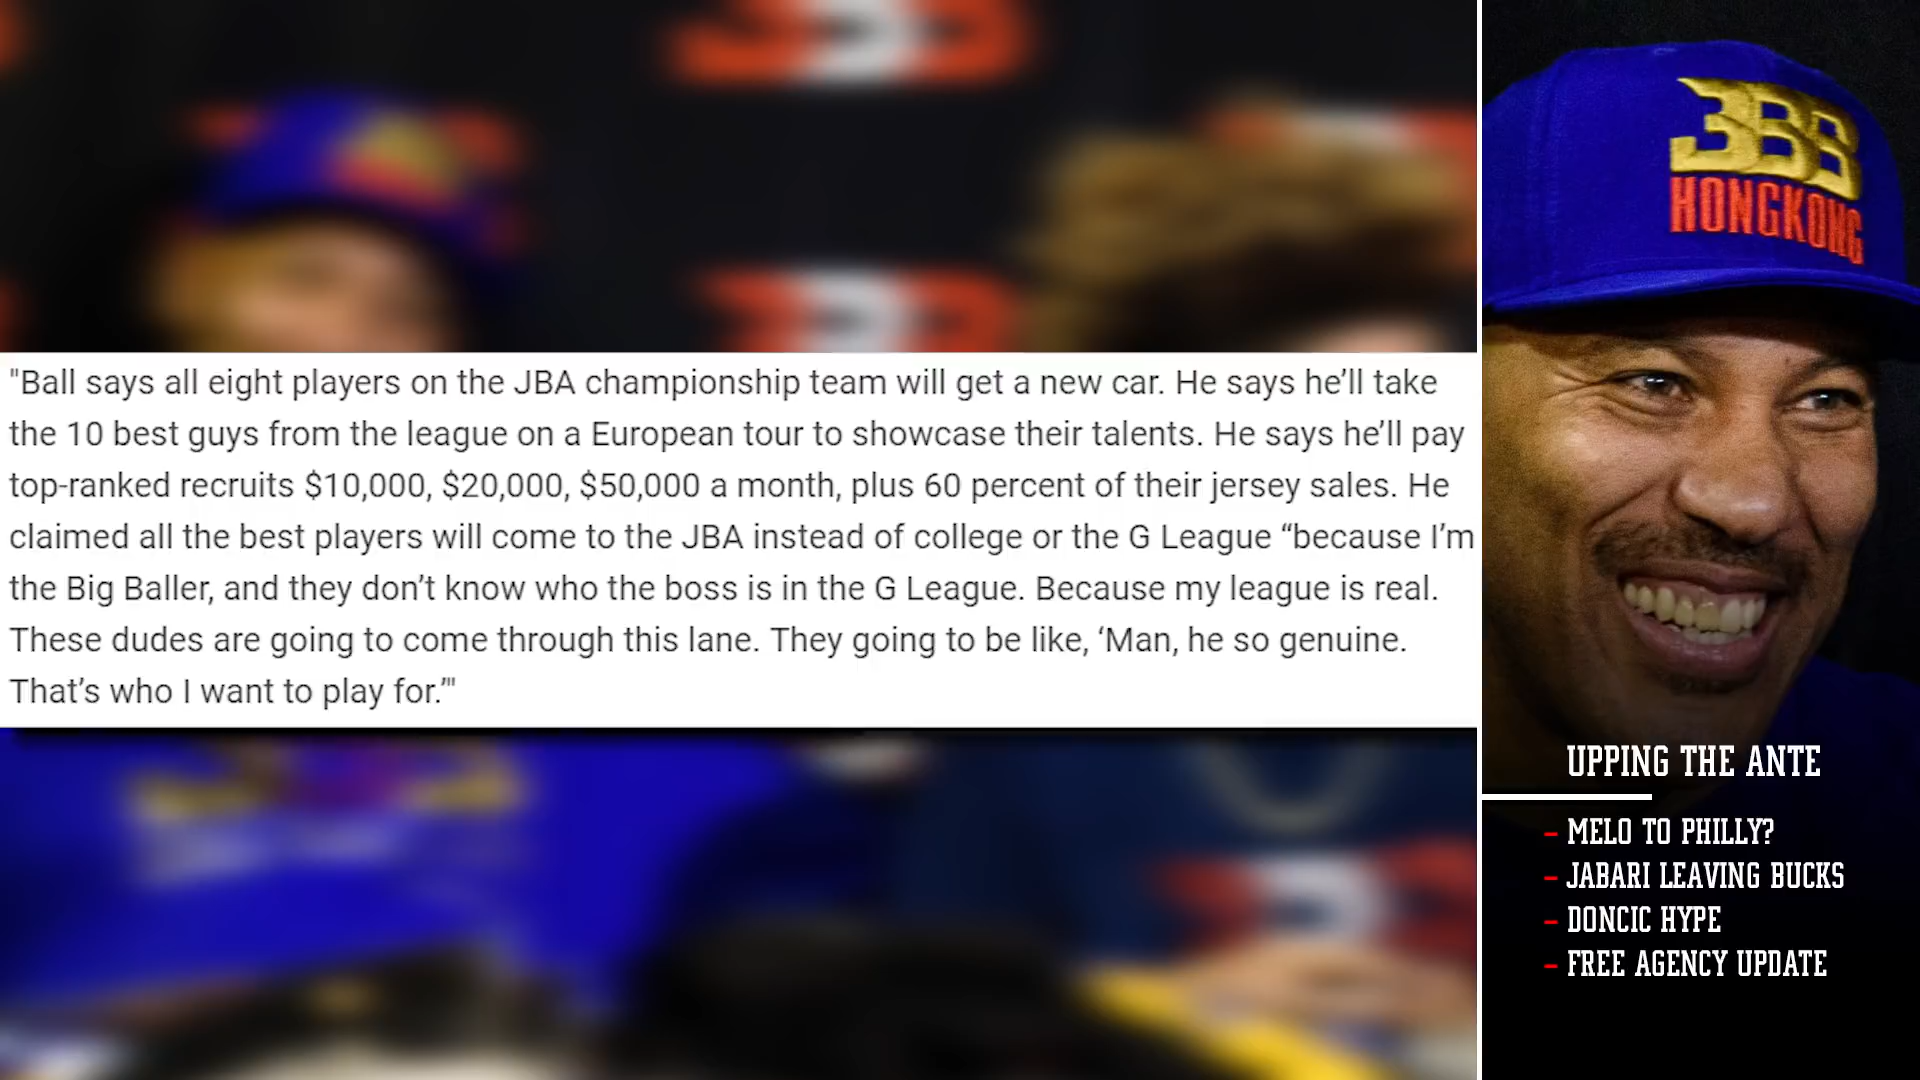 "Ball says all eight players on the JBA championship team will get a new car. He says he’ll take
the 10 best guys from the league on a European tour to showcase their talents. He says he’ll pay
top-ranked recruits $10,000, $20,000, $50,000 a month, plus 60 percent of their jersey sales. He
claimed all the best players will come to the JBA instead of college or the G League “because I’m
the Big Baller, and they don’t know who the boss is in the G League. Because my league is real.
These dudes are going to come through this lane. They going to be like, ‘Man, he so genuine.
That’s who I want to play for.’"
BBB
HONGKONG
UPPING THE ANTE
- MELO TO PHILLY?
- JABARI LEAVING BUCKS
- DONCIC HYPE
- FREE AGENCY UPDATE